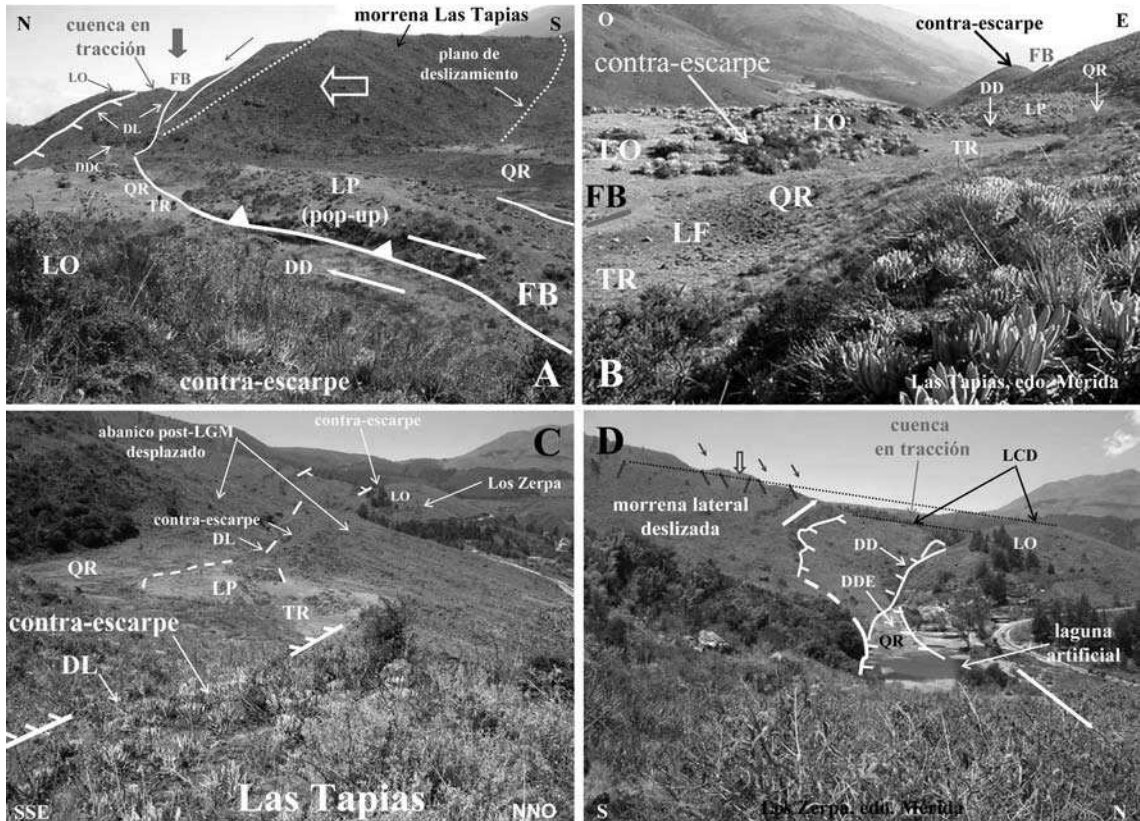 N
S
morrena Las Tapias
cuenca en
tracción
FB
LO
plano de
deslizamiento
DL
DDC
QR
TR
LP
(pop-up)
QR
LO
DD
FB
contra-escarpe
A
O
E
contra-escarpe
FB
contra-escarpe
DD
QR
LP
LO
LO
TR
FB
QR
LF
TR
B
Las Tapias, edo. Mérida
abanico post-LGM
desplazado
contra-escarpe
C
LO
Los Zerpa
contra-escarpe
DL
QR
LP
TR
contra-escarpe
DL
Las Tapias
SSE
NNO
D
cuenca
en tracción
LCD
morrena lateral
deslizada
DD
LO
DDE
QR
laguna
artificial
S
Los Zerpa, edo. Mérida
N